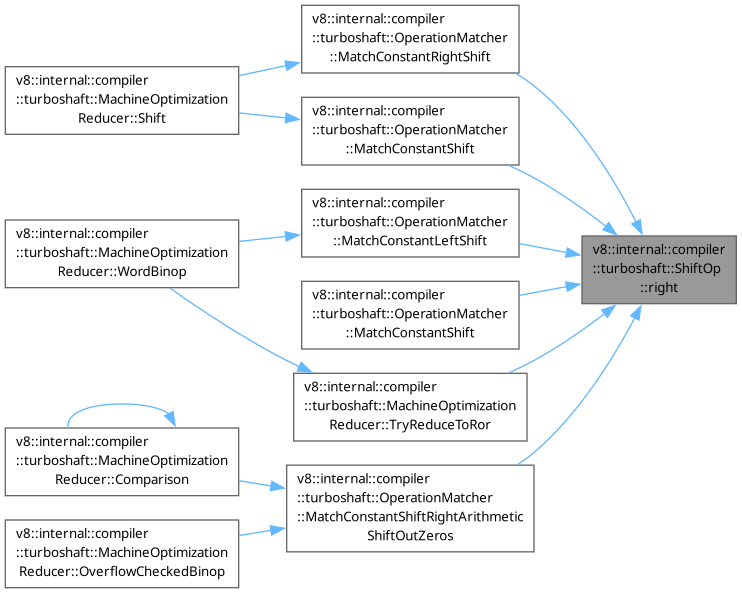 v8::internal::compiler
::turboshaft::OperationMatcher
::MatchConstantRightShift
v8::internal::compiler
::turboshaft::MachineOptimization
Reducer::Shift
v8::internal::compiler
::turboshaft::OperationMatcher
::MatchConstantShift
v8::internal::compiler
::turboshaft::OperationMatcher
::MatchConstantLeftShift
v8::internal::compiler
::turboshaft::MachineOptimization
Reducer::WordBinop
v8::internal::compiler
::turboshaft::ShiftOp
::right
v8::internal::compiler
::turboshaft::OperationMatcher
::MatchConstantShift
v8::internal::compiler
::turboshaft::MachineOptimization
Reducer::TryReduceToRor
v8::internal::compiler
::turboshaft::MachineOptimization
Reducer::Comparison
v8::internal::compiler
::turboshaft::OperationMatcher
::MatchConstantShiftRightArithmetic
ShiftOutZeros
v8::internal::compiler
::turboshaft::MachineOptimization
Reducer::OverflowCheckedBinop